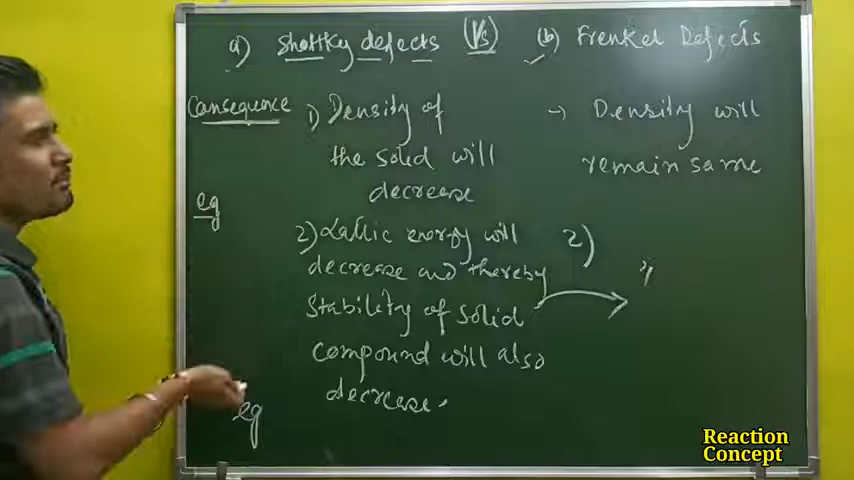 a) Shottky defects (Vs) (b) Frenkel Defects
Consequence 1) Density of
the solid will
decrease
→ Density will
remain same
eg
2) Lattic energy will
decrease and thereby
Stability of solid
compound will also
decrease.
2)
"
eg
Reaction
Concept